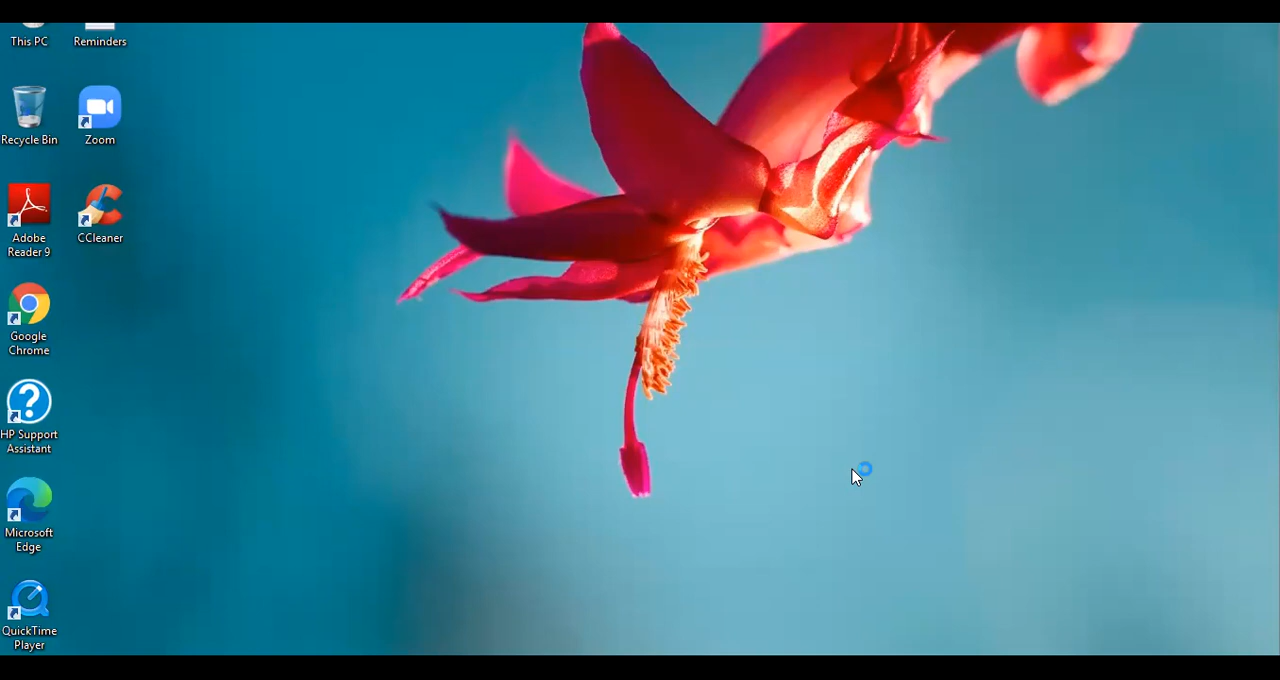 This PC
Reminders
Recycle Bin
Zoom
Adobe
Reader 9
CCleaner
Google
Chrome
HP Support
Assistant
Microsoft
Edge
QuickTime
Player